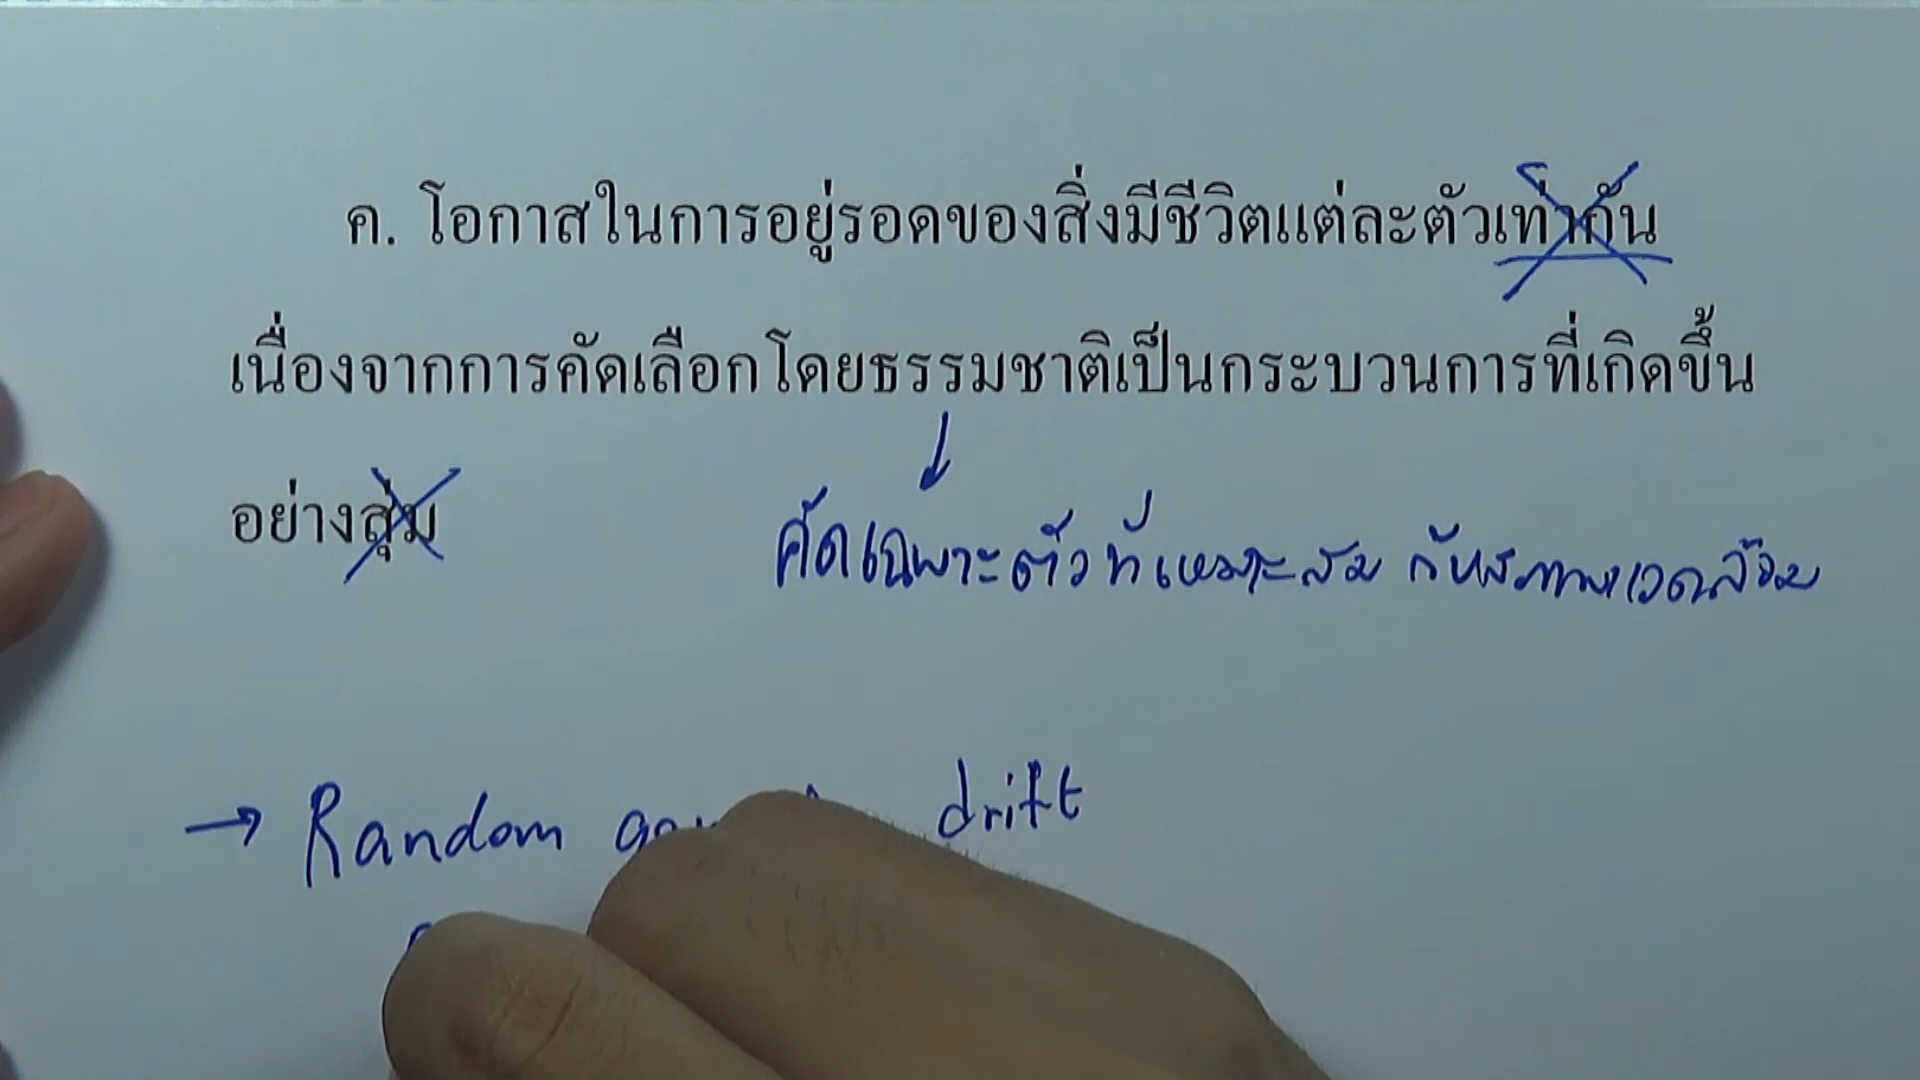 ค. โอกาสในการอยู่รอดของสิ่งมีชีวิตแต่ละตัวเท่ากัน
เนื่องจากการคัดเลือกโดยธรรมชาติเป็นกระบวนการที่เกิดขึ้น
อย่างสุ่ม
คัดเฉพาะตัวที่เหมาะสม กับสภาพแวดล้อม
→ Random drift